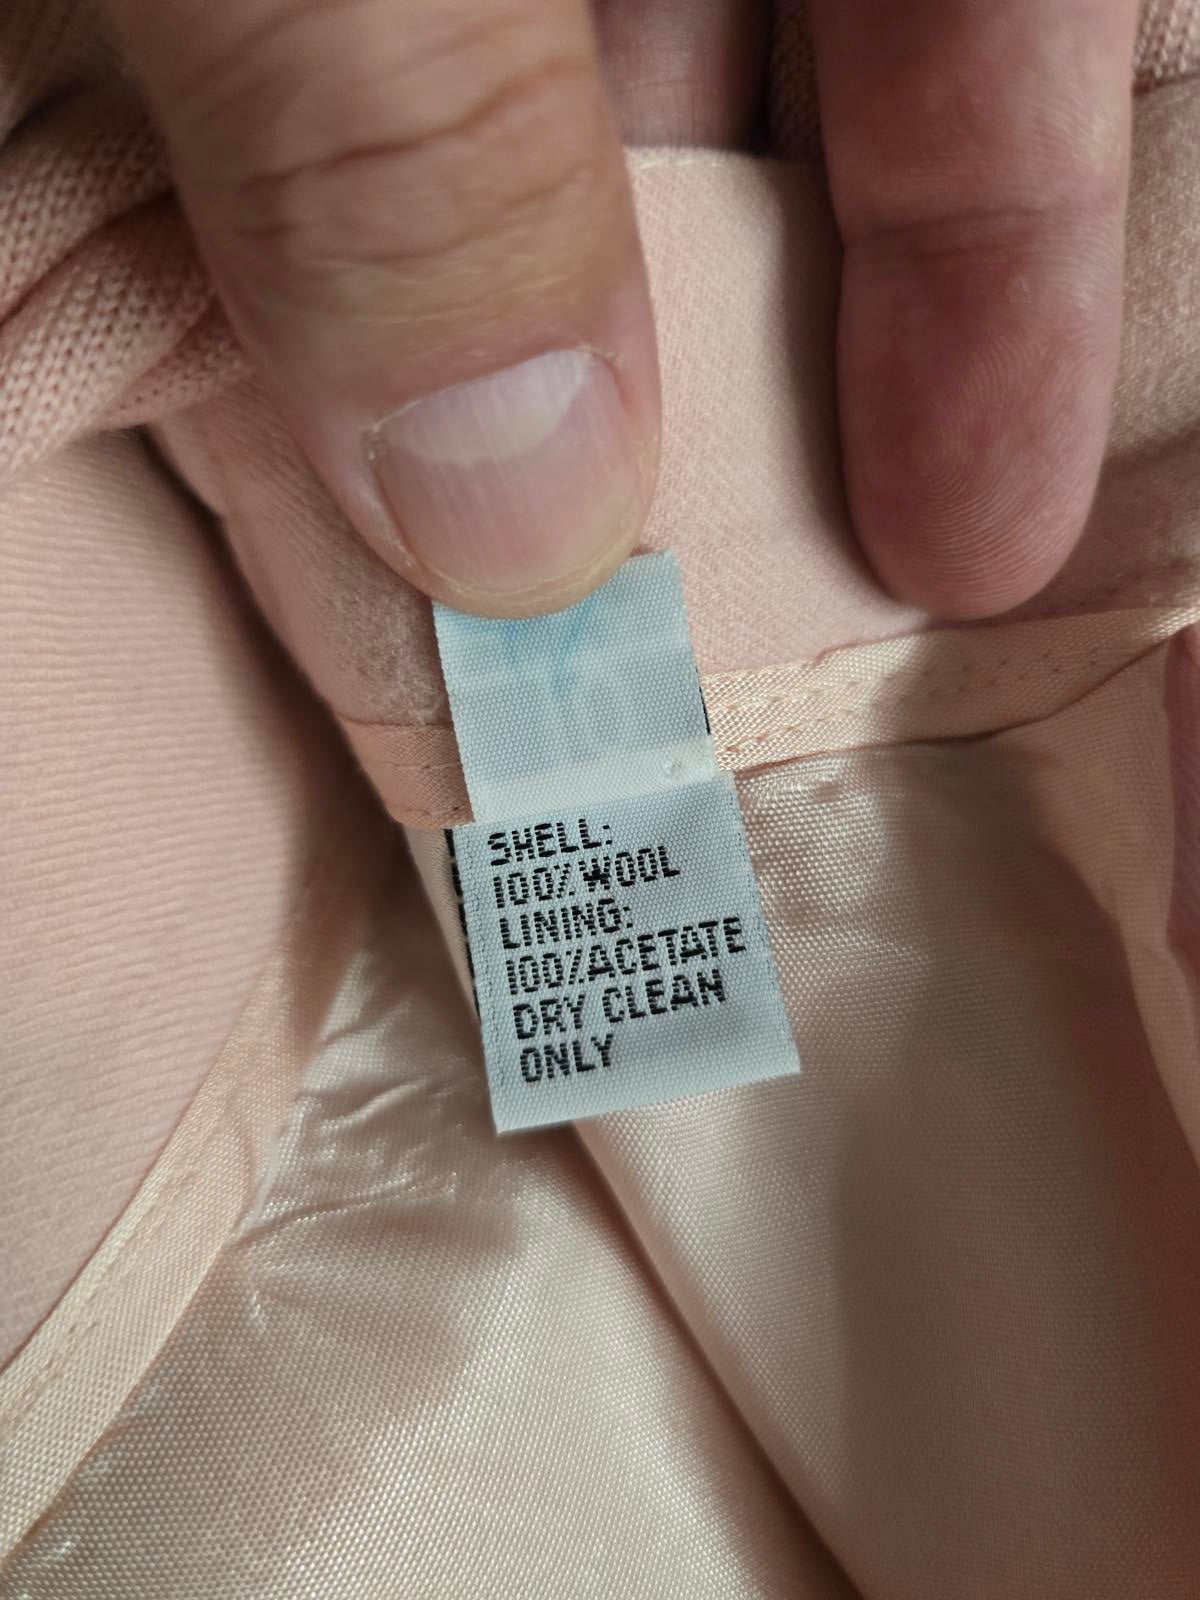 SHELL:
100% WOOL
LINING:
100% ACETATE
DRY CLEAN
ONLY